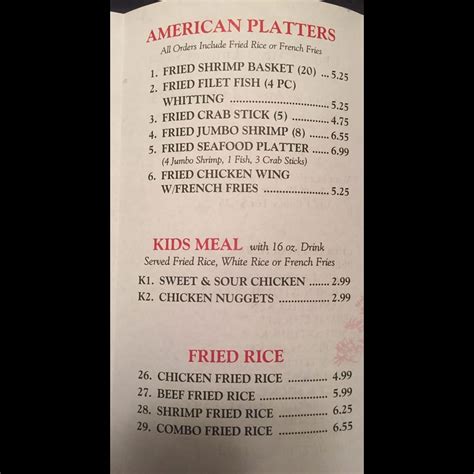 AMERICAN PLATTERS
All Orders Include Fried Rice or French Fries
1. FRIED SHRIMP BASKET (20) ... 5.25
2. FRIED FILET FISH (4 PC)
WHITTING ..................... 5.25
3. FRIED CRAB STICK (5) ........ 4.75
4. FRIED JUMBO SHRIMP (8) .. 6.55
5. FRIED SEAFOOD PLATTER ..... 6.99
(4 Jumbo Shrimp, 1 Fish, 3 Crab Sticks)
6. FRIED CHICKEN WING
W/FRENCH FRIES ............... 5.25
KIDS MEAL with 16 oz. Drink
Served Fried Rice, White Rice or French Fries
K1. SWEET & SOUR CHICKEN ..... 2.99
K2. CHICKEN NUGGETS ............ 2.99
FRIED RICE
26. CHICKEN FRIED RICE ............ 4.99
27. BEEF FRIED RICE ................. 5.99
28. SHRIMP FRIED RICE ............. 6.25
29. COMBO FRIED RICE ............. 6.55